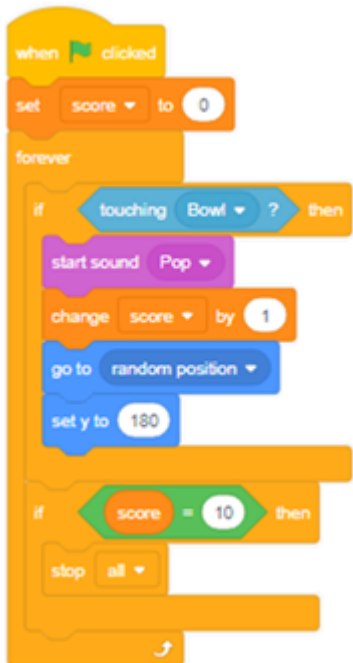 when clicked
set score to 0
forever
if touching Bowl ? then
start sound Pop
change score by 1
go to random position
set y to 180
if score = 10 then
stop all